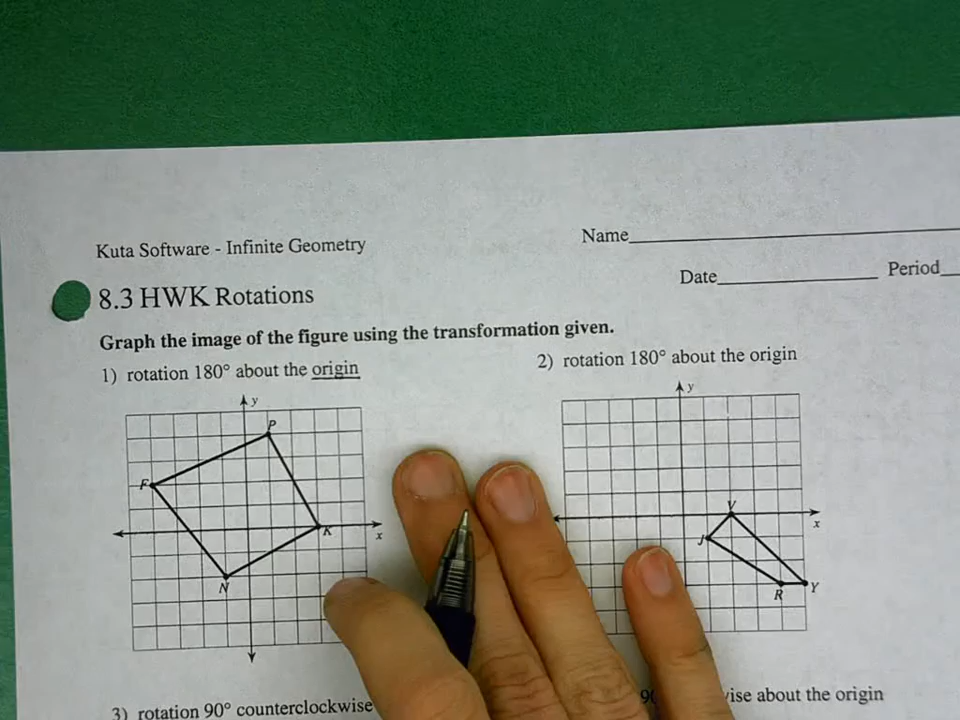 Kuta Software - Infinite Geometry
Name
Date Period
8.3 HWK Rotations
Graph the image of the figure using the transformation given.
1) rotation 180° about the origin
2) rotation 180° about the origin
y
P
F
K
x
N
y
V
x
J
R
Y
3) rotation 90° counterclockwise
about the origin